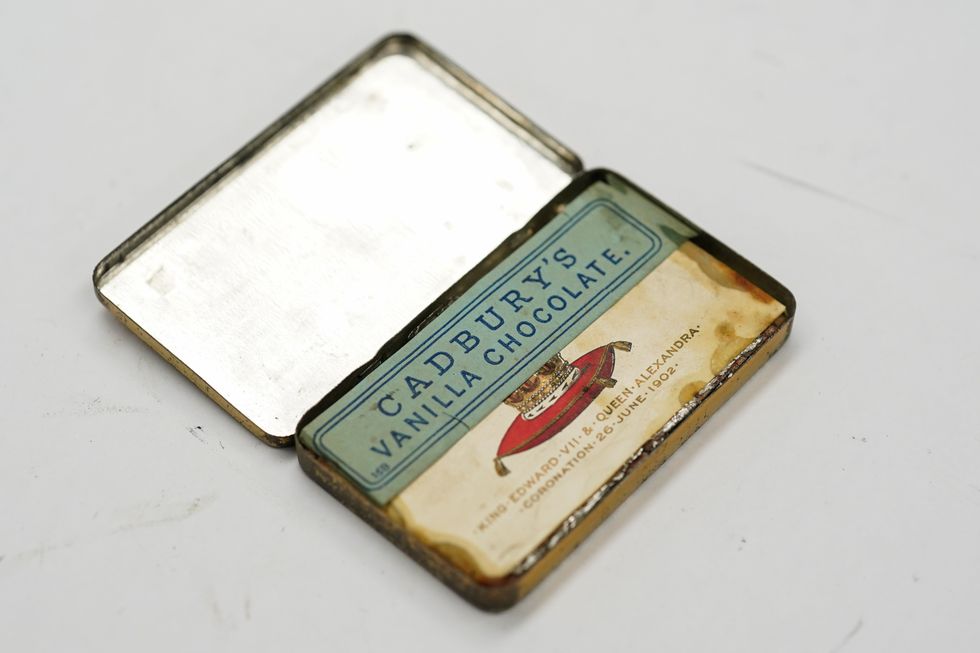 CADBURY'S
VANILLA CHOCOLATE.
·KING·EDWARD·VII·&·QUEEN·ALEXANDRA·
·CORONATION·26·JUNE·1902·